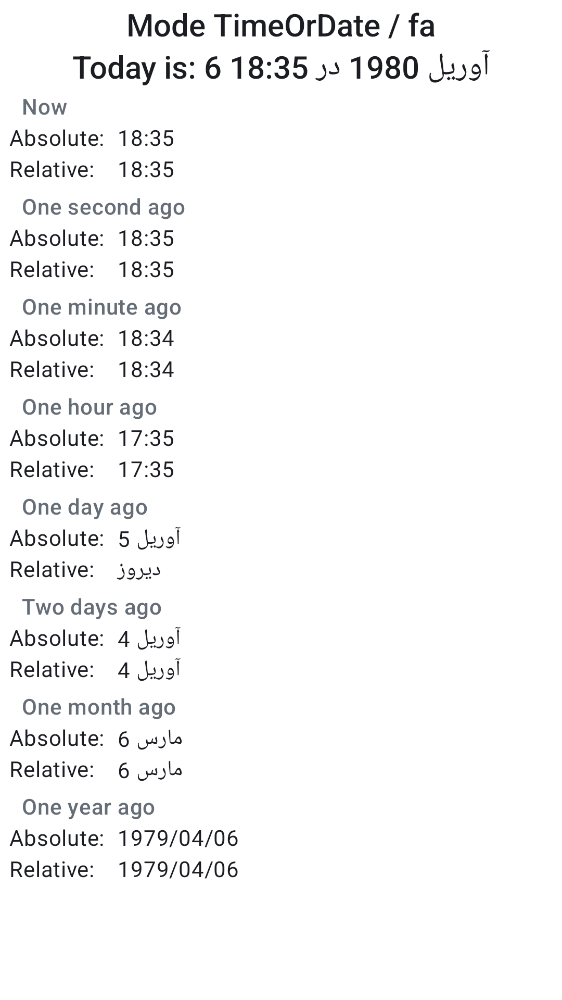 Mode TimeOrDate / fa
Today is: 6 آوریل 1980 در 18:35
Now
Absolute: 18:35
Relative: 18:35
One second ago
Absolute: 18:35
Relative: 18:35
One minute ago
Absolute: 18:34
Relative: 18:34
One hour ago
Absolute: 17:35
Relative: 17:35
One day ago
Absolute: 5 آوریل
Relative: دیروز
Two days ago
Absolute: 4 آوریل
Relative: 4 آوریل
One month ago
Absolute: 6 مارس
Relative: 6 مارس
One year ago
Absolute: 1979/04/06
Relative: 1979/04/06